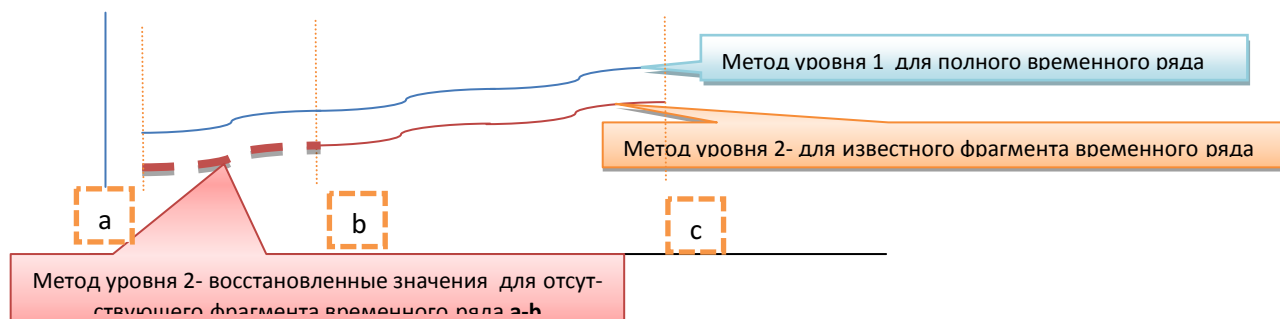 Метод уровня 1 для полного временного ряда
Метод уровня 2- для известного фрагмента временного ряда
a
b
c
Метод уровня 2- восстановленные значения для отсут-
ствующего фрагмента временного ряда a-b